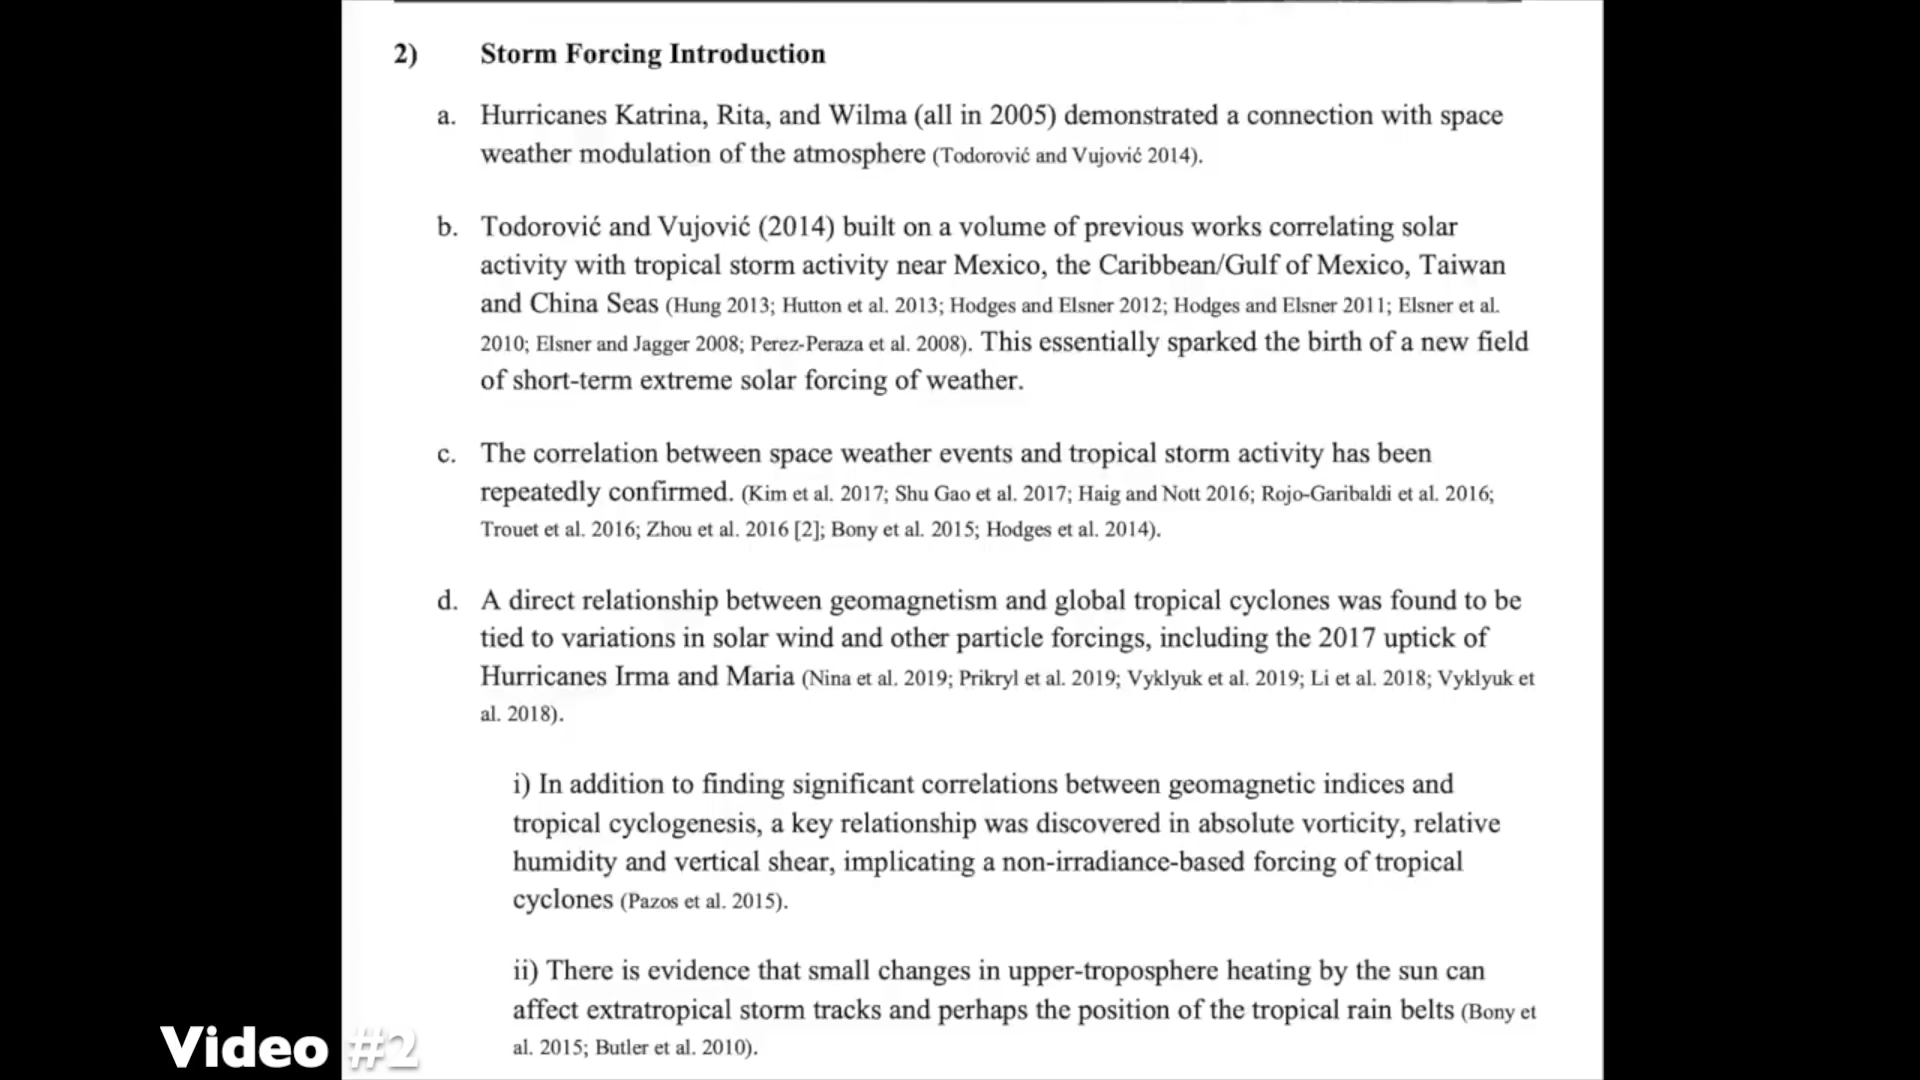 2) Storm Forcing Introduction
a. Hurricanes Katrina, Rita, and Wilma (all in 2005) demonstrated a connection with space
weather modulation of the atmosphere (Todorović and Vujović 2014).
b. Todorović and Vujović (2014) built on a volume of previous works correlating solar
activity with tropical storm activity near Mexico, the Caribbean/Gulf of Mexico, Taiwan
and China Seas (Hung 2013; Hutton et al. 2013; Hodges and Elsner 2012; Hodges and Elsner 2011; Elsner et al.
2010; Elsner and Jagger 2008; Perez-Peraza et al. 2008). This essentially sparked the birth of a new field
of short-term extreme solar forcing of weather.
c. The correlation between space weather events and tropical storm activity has been
repeatedly confirmed. (Kim et al. 2017; Shu Gao et al. 2017; Haig and Nott 2016; Rojo-Garibaldi et al. 2016;
Trouet et al. 2016; Zhou et al. 2016 [2]; Bony et al. 2015; Hodges et al. 2014).
d. A direct relationship between geomagnetism and global tropical cyclones was found to be
tied to variations in solar wind and other particle forcings, including the 2017 uptick of
Hurricanes Irma and Maria (Nina et al. 2019; Prikryl et al. 2019; Vyklyuk et al. 2019; Li et al. 2018; Vyklyuk et
al. 2018).
i) In addition to finding significant correlations between geomagnetic indices and
tropical cyclogenesis, a key relationship was discovered in absolute vorticity, relative
humidity and vertical shear, implicating a non-irradiance-based forcing of tropical
cyclones (Pazos et al. 2015).
ii) There is evidence that small changes in upper-troposphere heating by the sun can
affect extratropical storm tracks and perhaps the position of the tropical rain belts (Bony et
al. 2015; Butler et al. 2010).
Video #2